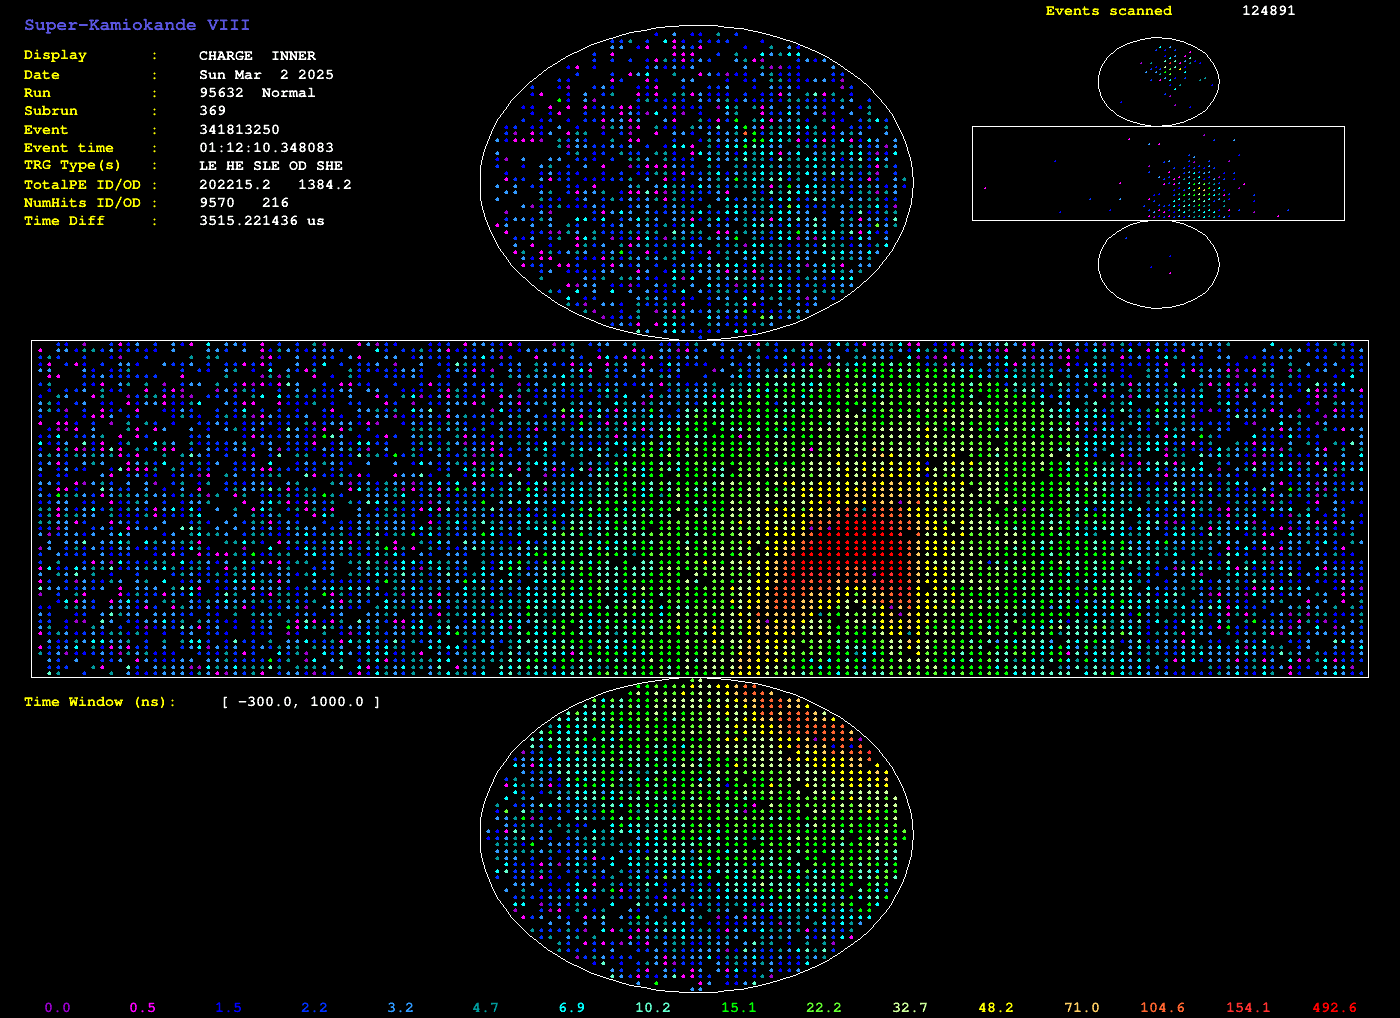 Super-Kamiokande VIII
Display : CHARGE INNER
Date : Sun Mar 2 2025
Run : 95632 Normal
Subrun : 369
Event : 341813250
Event time : 01:12:10.348083
TRG Type(s) : LE HE SLE OD SHE
TotalPE ID/OD : 202215.2 1384.2
NumHits ID/OD : 9570 216
Time Diff : 3515.221436 us
Events scanned 124891
Time Window (ns): [ -300.0, 1000.0 ]
0.0 0.5 1.5 2.2 3.2 4.7 6.9 10.2 15.1 22.2 32.7 48.2 71.0 104.6 154.1 492.6